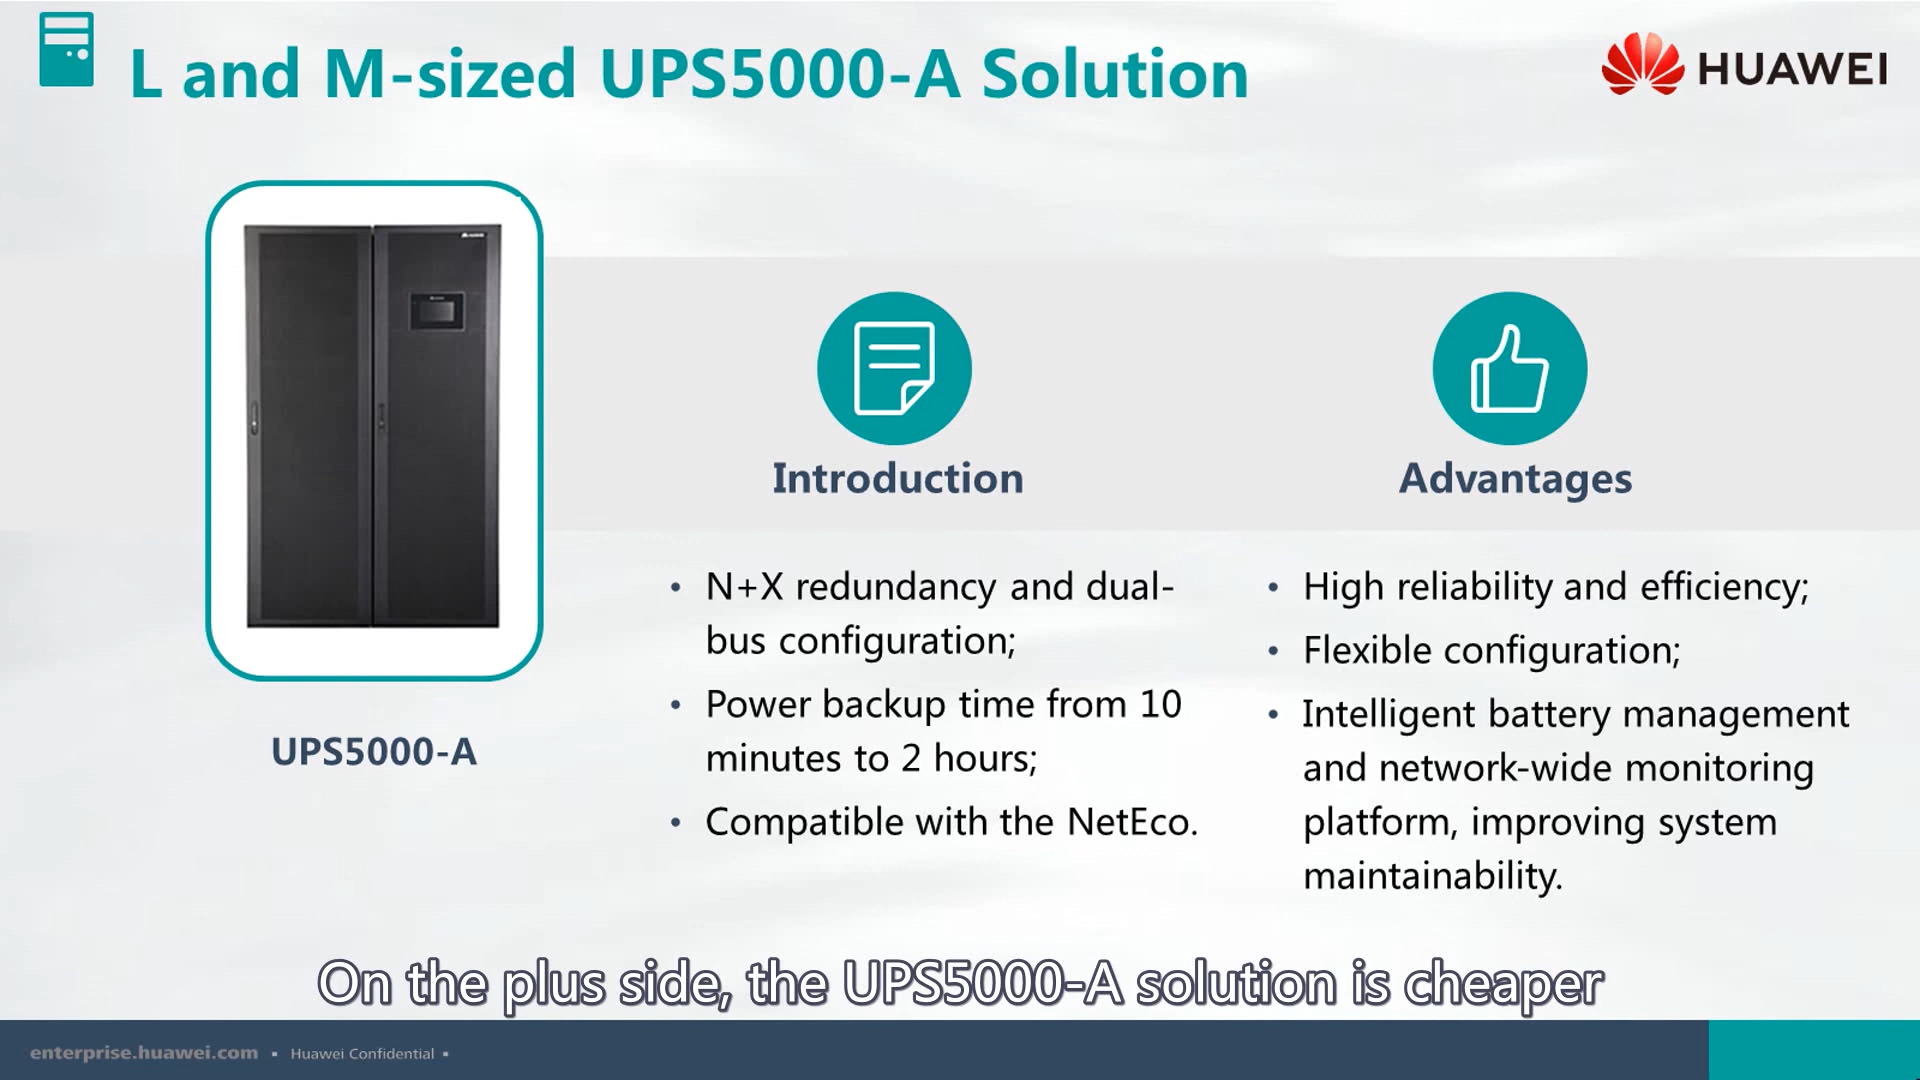 L and M-sized UPS5000-A Solution
HUAWEI
UPS5000-A
Introduction
• N+X redundancy and dual-
bus configuration;
• Power backup time from 10
minutes to 2 hours;
• Compatible with the NetEco.
Advantages
• High reliability and efficiency;
• Flexible configuration;
• Intelligent battery management
and network-wide monitoring
platform, improving system
maintainability.
On the plus side, the UPS5000-A solution is cheaper
enterprise.huawei.com ▪ Huawei Confidential ▪